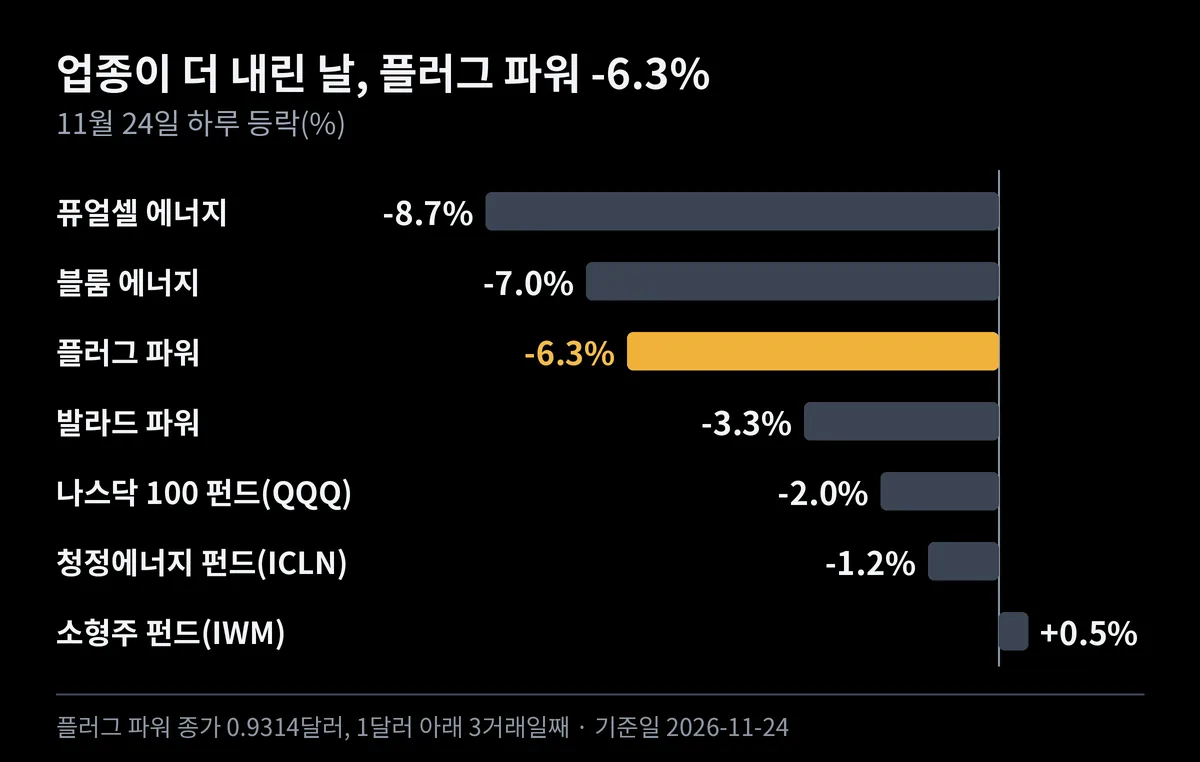 업종이 더 내린 날, 플러그 파워 -6.3%
11월 24일 하루 등락(%)
퓨얼셀 에너지 -8.7%
블룸 에너지 -7.0%
플러그 파워 -6.3%
발라드 파워 -3.3%
나스닥 100 펀드(QQQ) -2.0%
청정에너지 펀드(ICLN) -1.2%
소형주 펀드(IWM) +0.5%
플러그 파워 종가 0.9314달러, 1달러 아래 3거래일째 · 기준일 2026-11-24